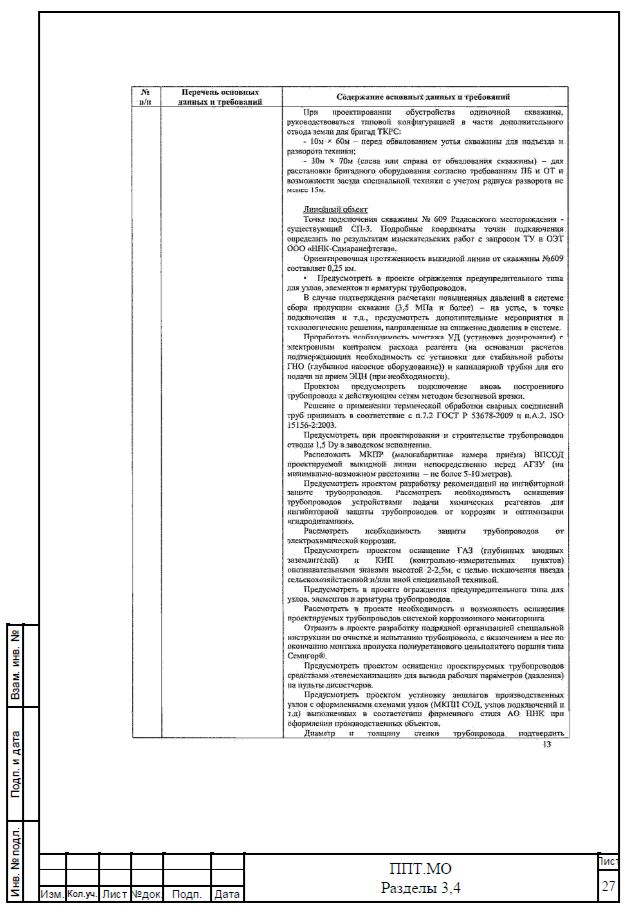 № Перечень основных Содержание основных данных и требований
п/п данных и требований
При проектировании обустройства одиночной скважины,
руководствоваться типовой конфигурацией в части дополнительного
отвода земли для бригад ТКРС:
- 10м × 60м – перед обвалованием устья скважины для подъезда и
разворота техники;
- 30м × 70м (слева или справа от обвалования скважины) – для
расстановки бригадного оборудования согласно требованиям ПБ и ОТ и
возможности заезда специальной техники с учетом радиуса разворота не
менее 15м.
Линейный объект
Точка подключения скважины № 609 Радаевского месторождения -
существующий СП-3. Подробные координаты точки подключения
определить по результатам изыскательских работ с запросом ТУ в ОЭТ
ООО «ННК-Самаранефтегаз».
Ориентировочная протяженность выкидной линии от скважины №609
составляет 0,25 км.
• Предусмотреть в проекте ограждения предупредительного типа
для узлов, элементов и арматуры трубопроводов.
В случае подтверждения расчетами повышенных давлений в системе
сбора продукции скважин (3,5 МПа и более) – на устье, в точке
подключения и т.д., предусмотреть дополнительные мероприятия и
технологические решения, направленные на снижение давления в системе.
Проработать необходимость монтажа УД (установка дозирования) с
электронным контролем расхода реагента (на основании расчетов
подтверждающих необходимость ее установки для стабильной работы
ГНО (глубинное насосное оборудование)) и капиллярной трубки для его
подачи на прием ЭЦН (при необходимости).
Проектом предусмотреть подключение вновь построенного
трубопровода к действующим сетям методом безогневой врезки.
Решение о применении термической обработки сварных соединений
труб принимать в соответствие с п.7.2 ГОСТ Р 53678-2009 и п.А.2. ISO
15156-2:2003.
Предусмотреть при проектировании и строительстве трубопроводов
отводы 1,5 Dy в заводском исполнении.
Расположить МКПР (малогабаритная камера приёма) ВПСОД
проектируемой выкидной линии непосредственно перед АГЗУ (на
минимально-возможном расстоянии – не более 5-10 метров).
Предусмотреть проектом разработку рекомендаций по ингибиторной
защите трубопроводов. Рассмотреть необходимость оснащения
трубопроводов устройствами подачи химических реагентов для
ингибиторной защиты трубопроводов от коррозии и оптимизации
«гидродинамики».
Рассмотреть необходимость защиты трубопроводов от
электрохимической коррозии.
Предусмотреть проектом оснащение ГАЗ (глубинных анодных
заземлителей) и КИП (контрольно-измерительных пунктов)
опознавательными знаками высотой 2-2,5м, с целью исключения наезда
сельскохозяйственной и/или иной специальной техникой.
Предусмотреть в проекте ограждения предупредительного типа для
узлов, элементов и арматуры трубопроводов.
Рассмотреть в проекте необходимость и возможность оснащения
проектируемых трубопроводов системой коррозионного мониторинга
Отразить в проекте разработку подрядной организацией специальной
инструкции по очистке и испытанию трубопровода, с включением в нее по
окончанию монтажа пропуска полиуретанового цельнолитого поршня типа
Семигор®.
Предусмотреть проектом оснащение проектируемых трубопроводов
средствами «телемеханизации» для вывода рабочих параметров (давления)
на пульты диспетчеров.
Предусмотреть проектом установку аншлагов производственных
узлов с оформленными схемами узлов (МКПП СОД, узлов подключений и
т.д) выполненных в соответствии фирменного стиля АО ННК при
оформлении производственных объектов.
Диаметр и толщину стенок трубопровода подтвердить
13
Взам. инв. №
Подп. и дата
Инв. № подл.
Изм. Кол.уч. Лист №док. Подп. Дата
ППТ.МО
Разделы 3,4
Лист
27